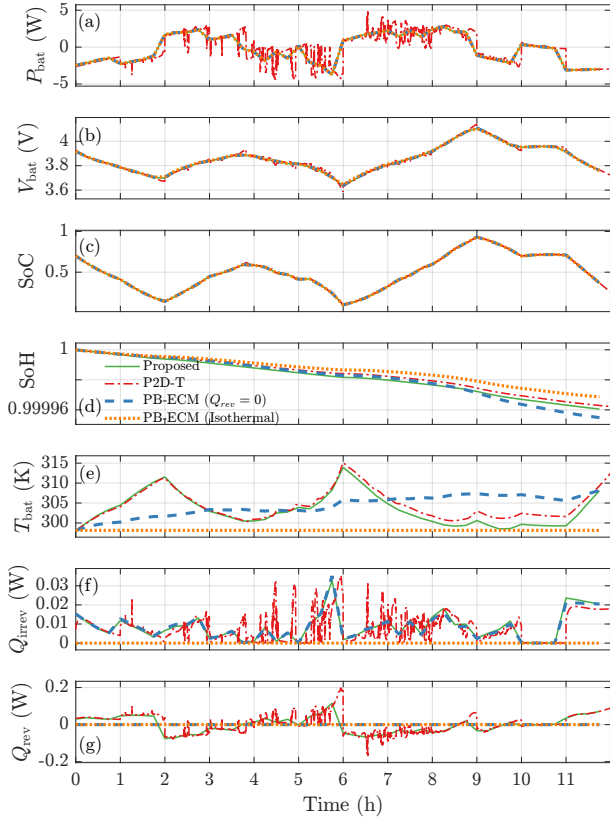 (a)
5
0
-5
P_bat (W)
(b)
4
3.8
3.6
V_bat (V)
(c)
1
0.5
SoC
1
0.99996
SoH
Proposed
P2D-T
(d)
PB-ECM (Q_rev = 0)
PB-ECM (Isothermal)
(e)
315
310
305
300
T_bat (K)
(f)
0.03
0.02
0.01
0
Q_irrev (W)
0.2
0
-0.2
Q_rev (W)
(g)
0 1 2 3 4 5 6 7 8 9 10 11
Time (h)